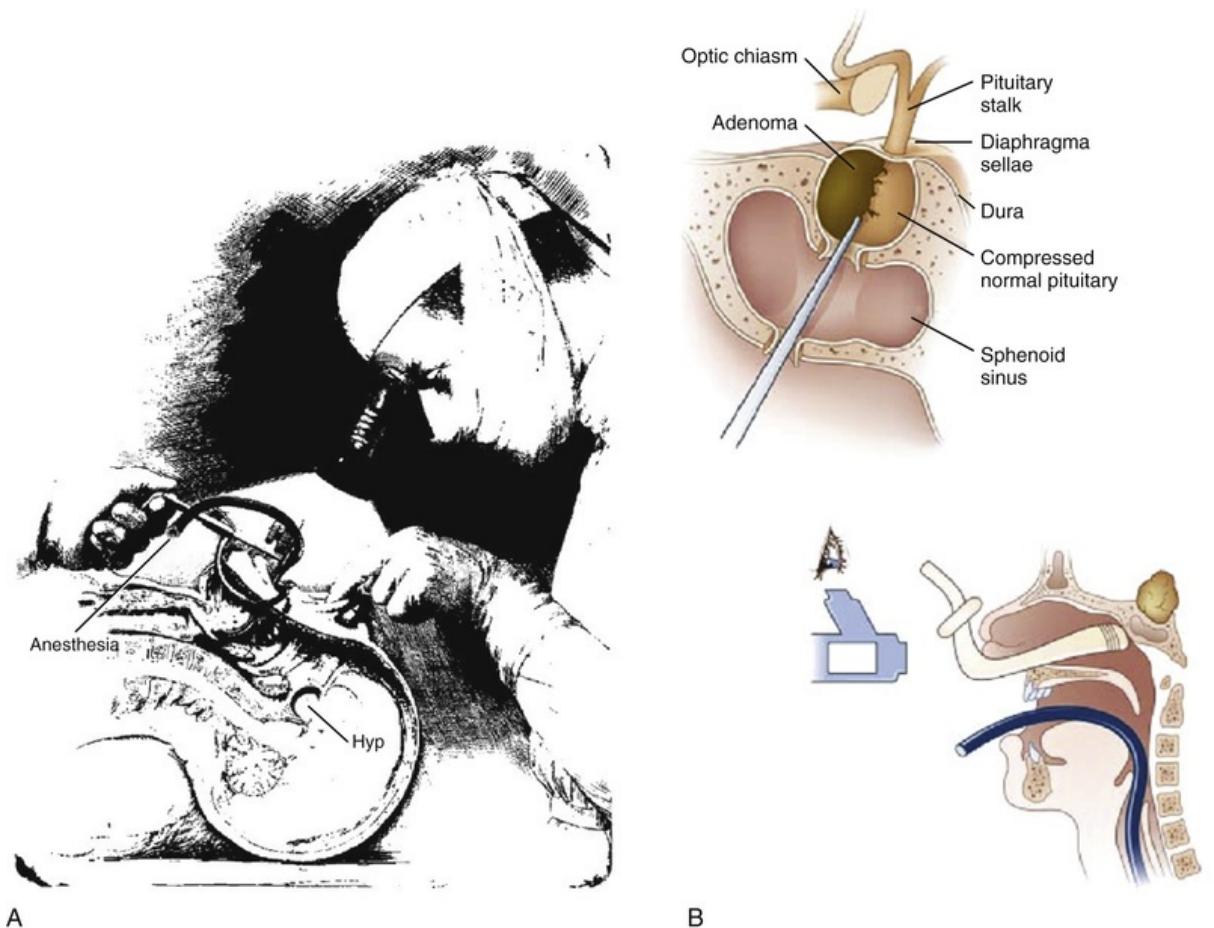 Anesthesia
Hyp
A
Optic chiasm
Adenoma
Pituitary
stalk
Diaphragma
sellae
Dura
Compressed
normal pituitary
Sphenoid
sinus
B